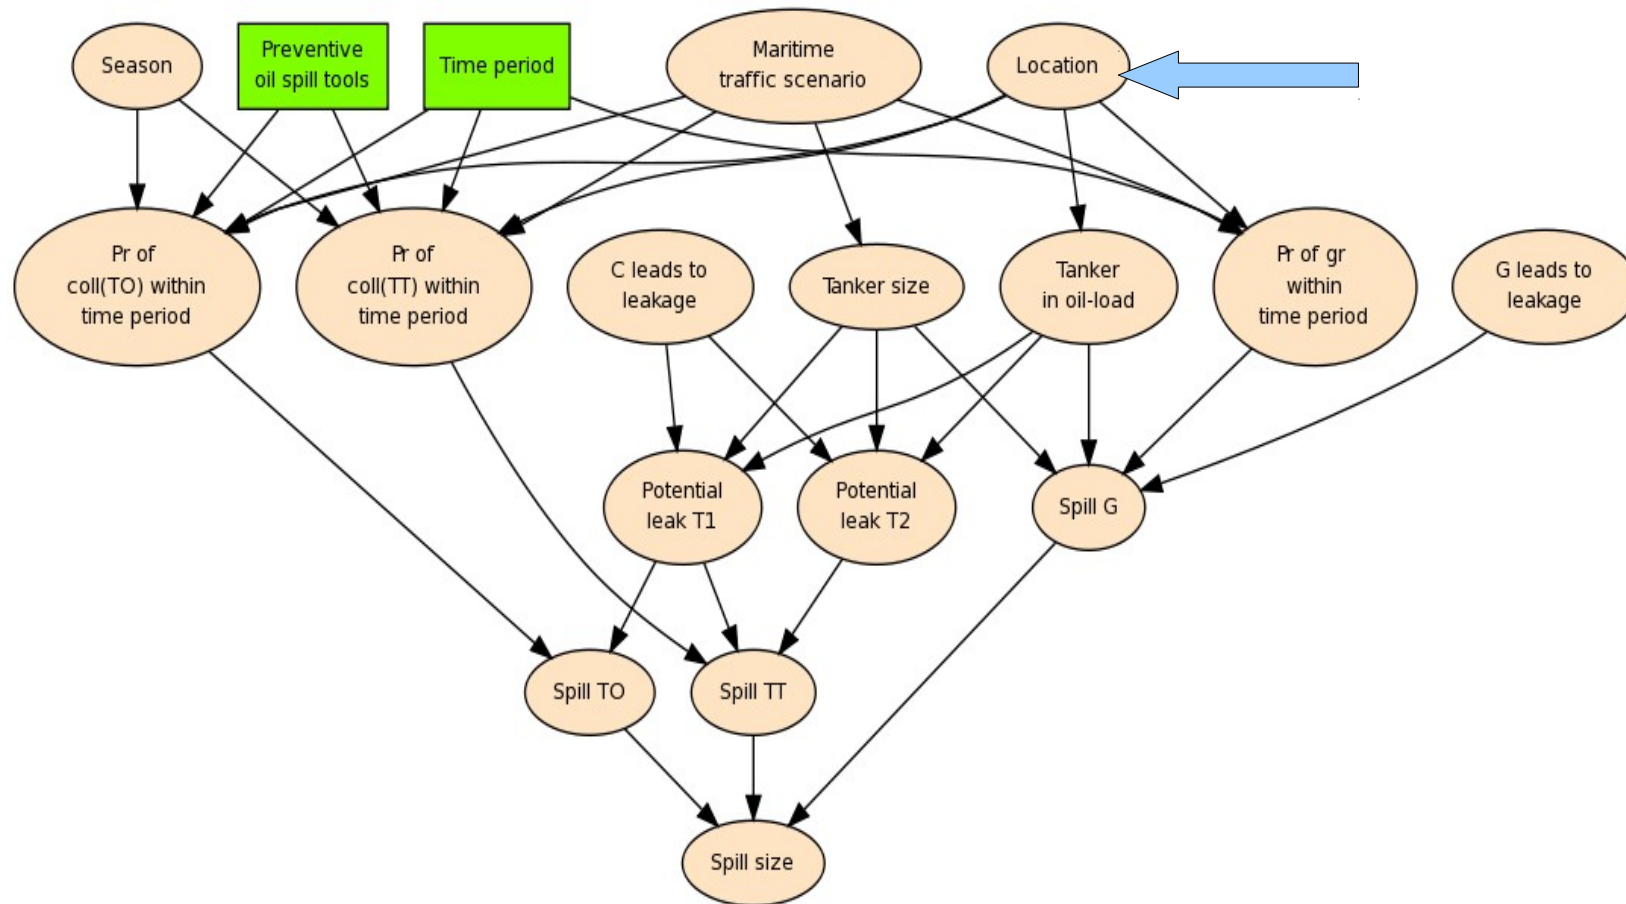 Season
Preventive
oil spill tools
Time period
Maritime
traffic scenario
Location
Pr of
coll(TO) within
time period
Pr of
coll(TT) within
time period
C leads to
leakage
Tanker size
Tanker
in oil-load
Pr of gr
within
time period
G leads to
leakage
Potential
leak T1
Potential
leak T2
Spill G
Spill TO
Spill TT
Spill size